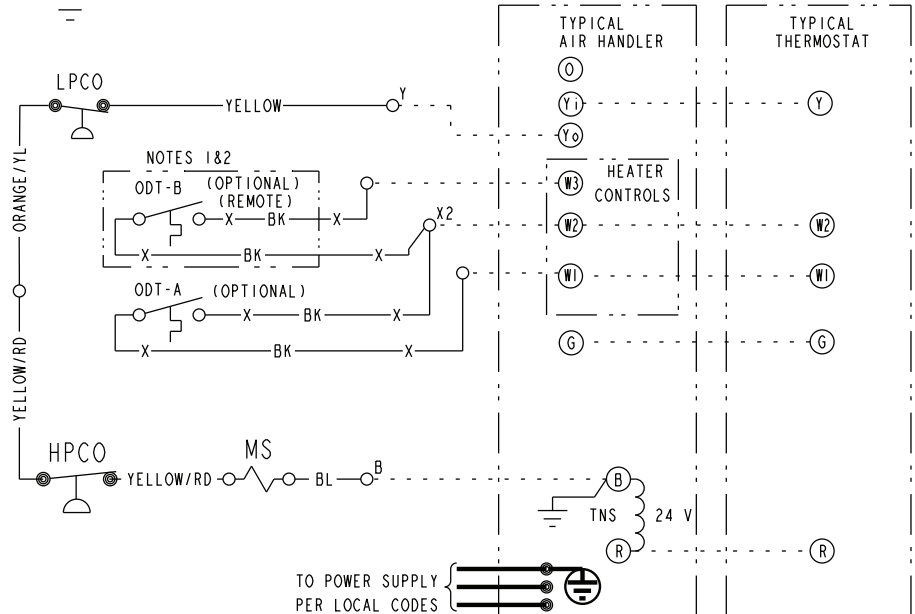 TYPICAL
AIR HANDLER
TYPICAL
THERMOSTAT
O
LPCO
YELLOW
Y
Yi
Y
Yo
ORANGE/YL
NOTES 1&2
ODT-B
(OPTIONAL)
(REMOTE)
X
BK
X
X
BK
X
X2
HEATER
CONTROLS
W3
W2
W2
W1
W1
ODT-A
(OPTIONAL)
X
BK
X
X
BK
X
G
G
YELLOW/RD
HPCO
YELLOW/RD
MS
BL
B
B
TNS
24 V
R
R
TO POWER SUPPLY
PER LOCAL CODES